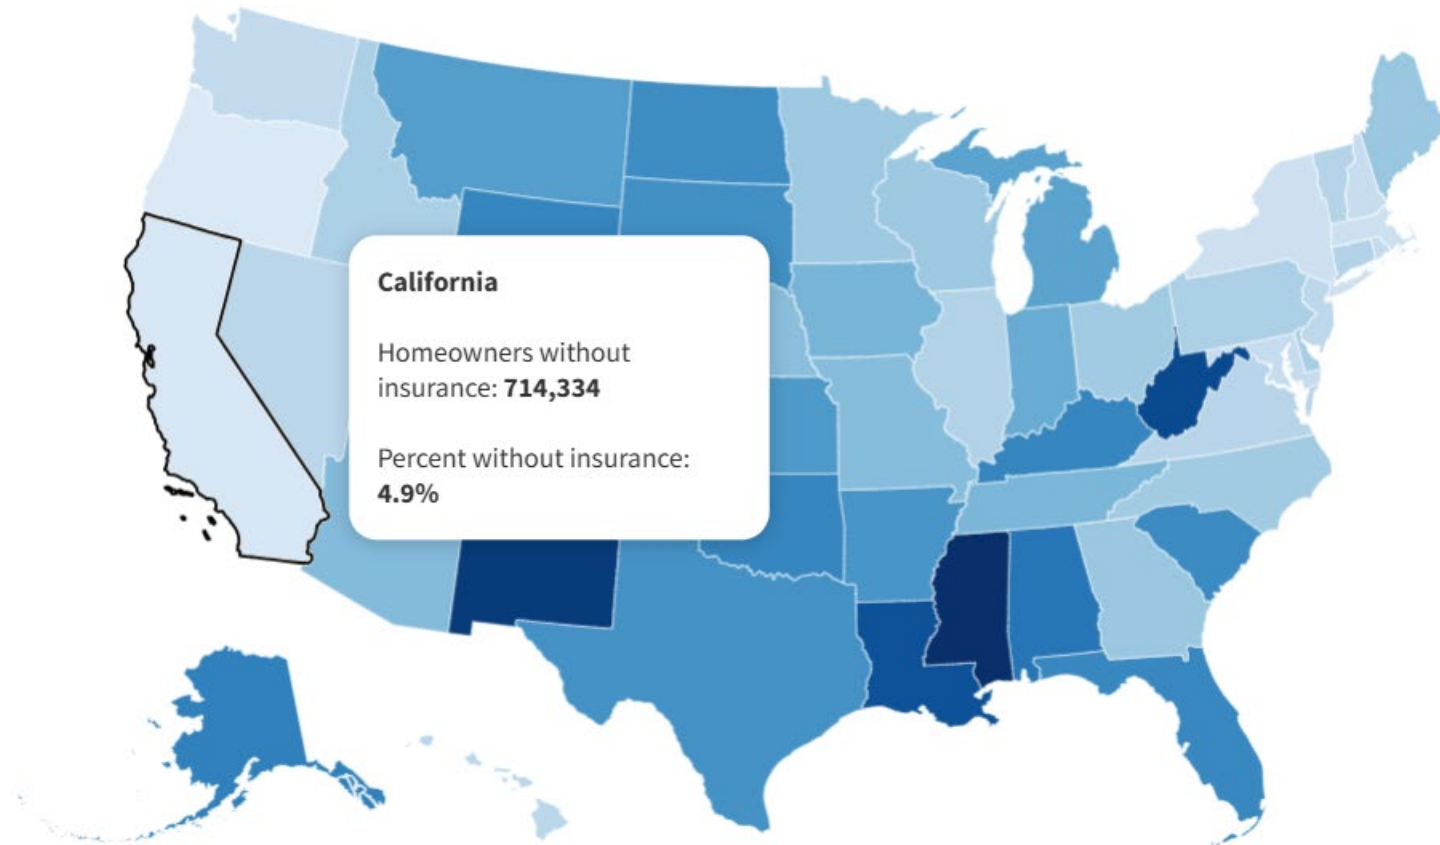 California
Homeowners without
insurance: 714,334
Percent without insurance:
4.9%